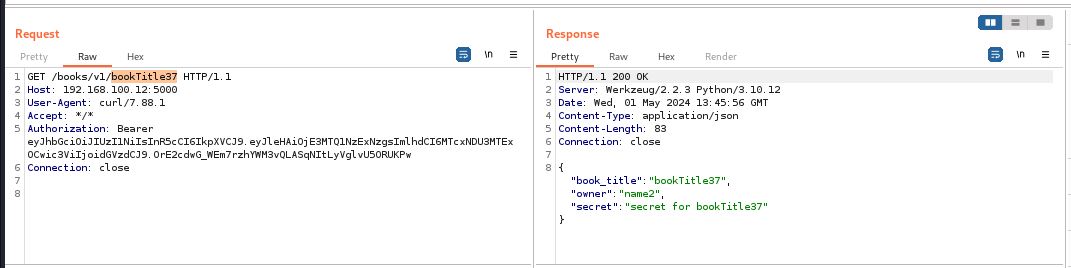 Request
Pretty Raw Hex
\n
1 GET /books/v1/bookTitle37 HTTP/1.1
2 Host: 192.168.100.12:5000
3 User-Agent: curl/7.88.1
4 Accept: */*
5 Authorization: Bearer
eyJhbGciOiJIUzI1NiIsInR5cCI6IkpXVCJ9.eyJleHAiOjE3MTQ1NzExNzgsImlhdCI6MTcxNDU3MTEx
OCwic3ViIjoidGVzdCJ9.OrE2cdwG_WEm7rzhYWM3vQLASqNItLyVglvU5ORUKPw
6 Connection: close
7
8
Response
Pretty Raw Hex Render
\n
1 HTTP/1.1 200 OK
2 Server: Werkzeug/2.2.3 Python/3.10.12
3 Date: Wed, 01 May 2024 13:45:56 GMT
4 Content-Type: application/json
5 Content-Length: 83
6 Connection: close
7
8 {
"book_title":"bookTitle37",
"owner":"name2",
"secret":"secret for bookTitle37"
}